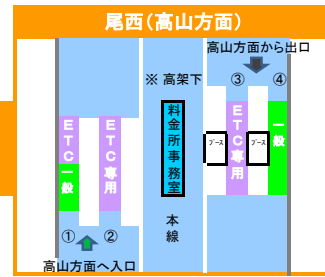 尾西(高山方面)
高山方面から出口
※ 高架下
③
④
料金所事務室
ETC一般
ETC専用
ブース
ETC専用
ブース
一般
本線
①
②
高山方面へ入口